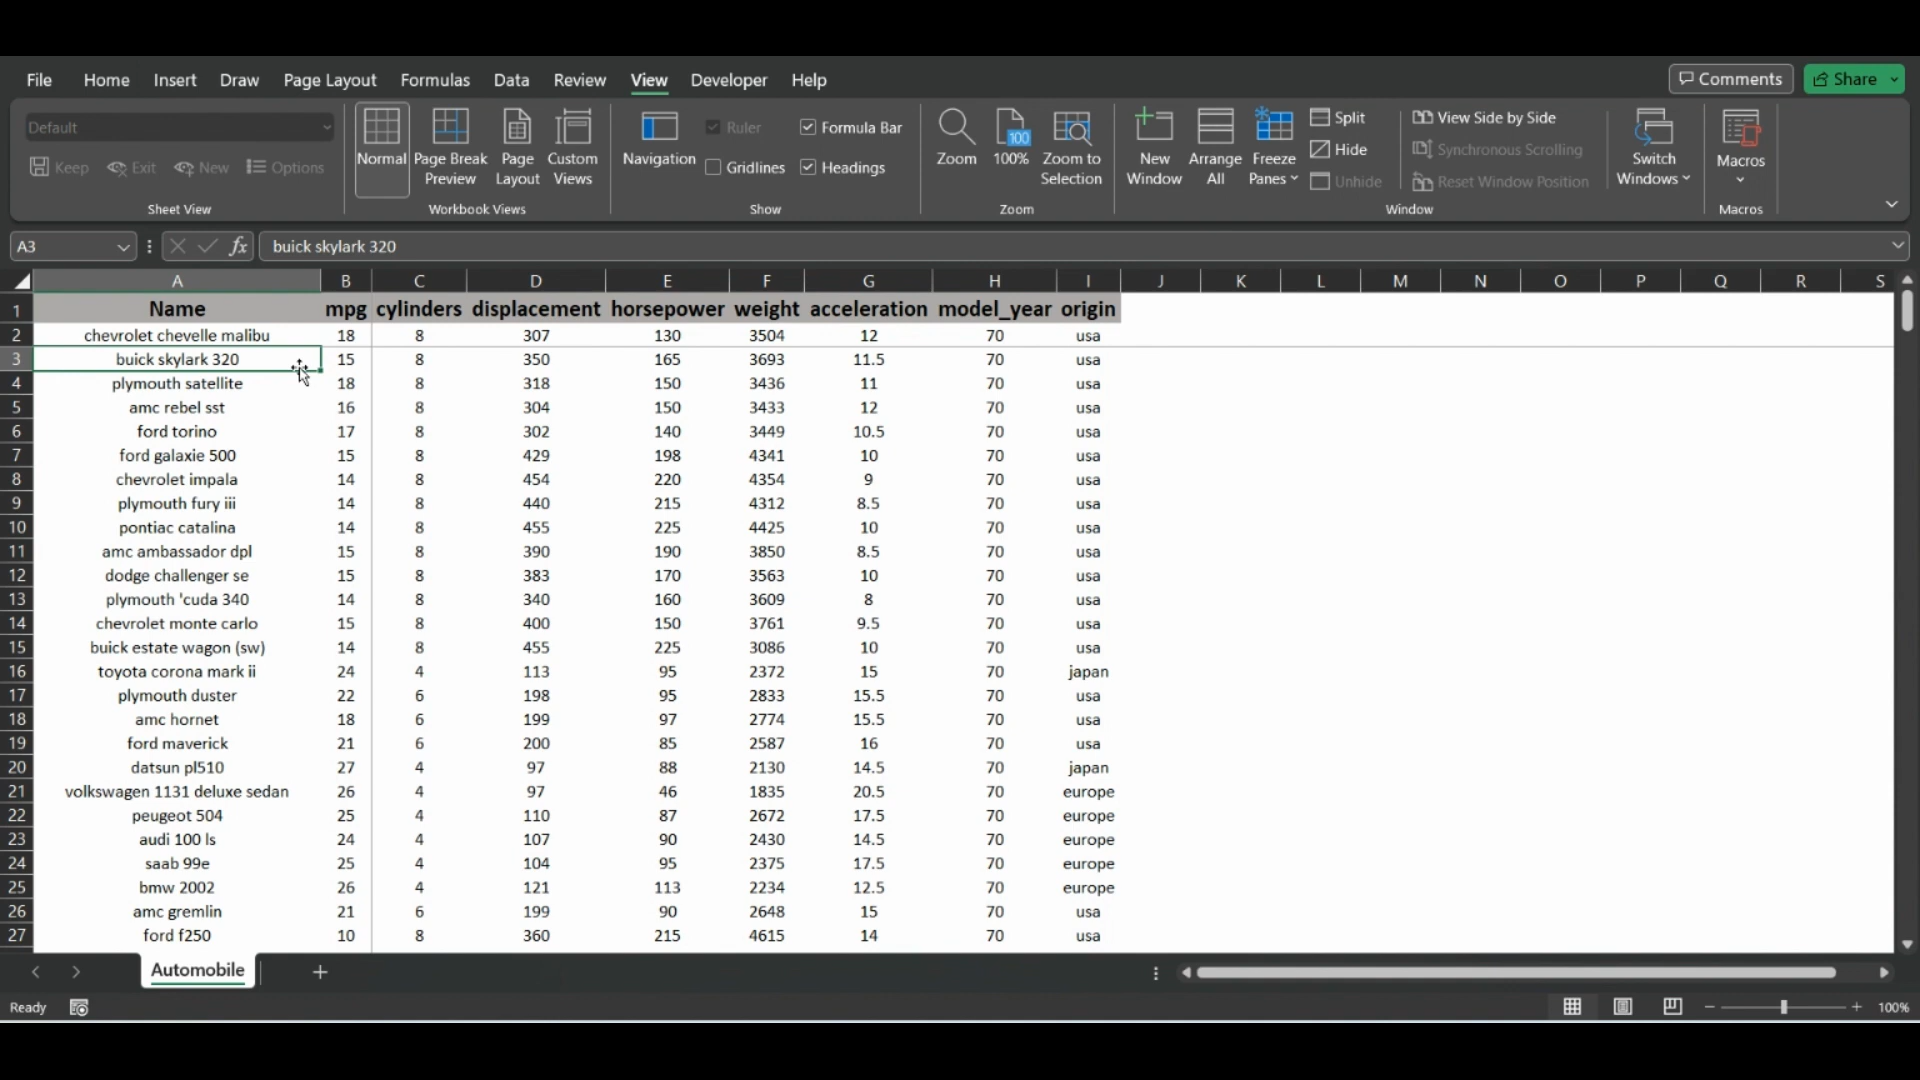 File Home Insert Draw Page Layout Formulas Data Review View Developer Help Comments Share
Default
Keep Exit New Options
Sheet View
Normal Page Break Preview Page Layout Custom Views
Workbook Views
Navigation Ruler Formula Bar
Gridlines Headings
Show
Zoom 100 100% Zoom to Selection
Zoom
New Window Arrange All Freeze Panes Split
Hide
Unhide
View Side by Side
Synchronous Scrolling
Reset Window Position
Switch Windows
Window
Macros
Macros
A3 fx buick skylark 320
A B C D E F G H I J K L M N O P Q R S
1 Name mpg cylinders displacement horsepower weight acceleration model_year origin
2 chevrolet chevelle malibu 18 8 307 130 3504 12 70 usa
3 buick skylark 320 15 8 350 165 3693 11.5 70 usa
4 plymouth satellite 18 8 318 150 3436 11 70 usa
5 amc rebel sst 16 8 304 150 3433 12 70 usa
6 ford torino 17 8 302 140 3449 10.5 70 usa
7 ford galaxie 500 15 8 429 198 4341 10 70 usa
8 chevrolet impala 14 8 454 220 4354 9 70 usa
9 plymouth fury iii 14 8 440 215 4312 8.5 70 usa
10 pontiac catalina 14 8 455 225 4425 10 70 usa
11 amc ambassador dpl 15 8 390 190 3850 8.5 70 usa
12 dodge challenger se 15 8 383 170 3563 10 70 usa
13 plymouth 'cuda 340 14 8 340 160 3609 8 70 usa
14 chevrolet monte carlo 15 8 400 150 3761 9.5 70 usa
15 buick estate wagon (sw) 14 8 455 225 3086 10 70 usa
16 toyota corona mark ii 24 4 113 95 2372 15 70 japan
17 plymouth duster 22 6 198 95 2833 15.5 70 usa
18 amc hornet 18 6 199 97 2774 15.5 70 usa
19 ford maverick 21 6 200 85 2587 16 70 usa
20 datsun pl510 27 4 97 88 2130 14.5 70 japan
21 volkswagen 1131 deluxe sedan 26 4 97 46 1835 20.5 70 europe
22 peugeot 504 25 4 110 87 2672 17.5 70 europe
23 audi 100 ls 24 4 107 90 2430 14.5 70 europe
24 saab 99e 25 4 104 95 2375 17.5 70 europe
25 bmw 2002 26 4 121 113 2234 12.5 70 europe
26 amc gremlin 21 6 199 90 2648 15 70 usa
27 ford f250 10 8 360 215 4615 14 70 usa
Automobile
Ready 100%